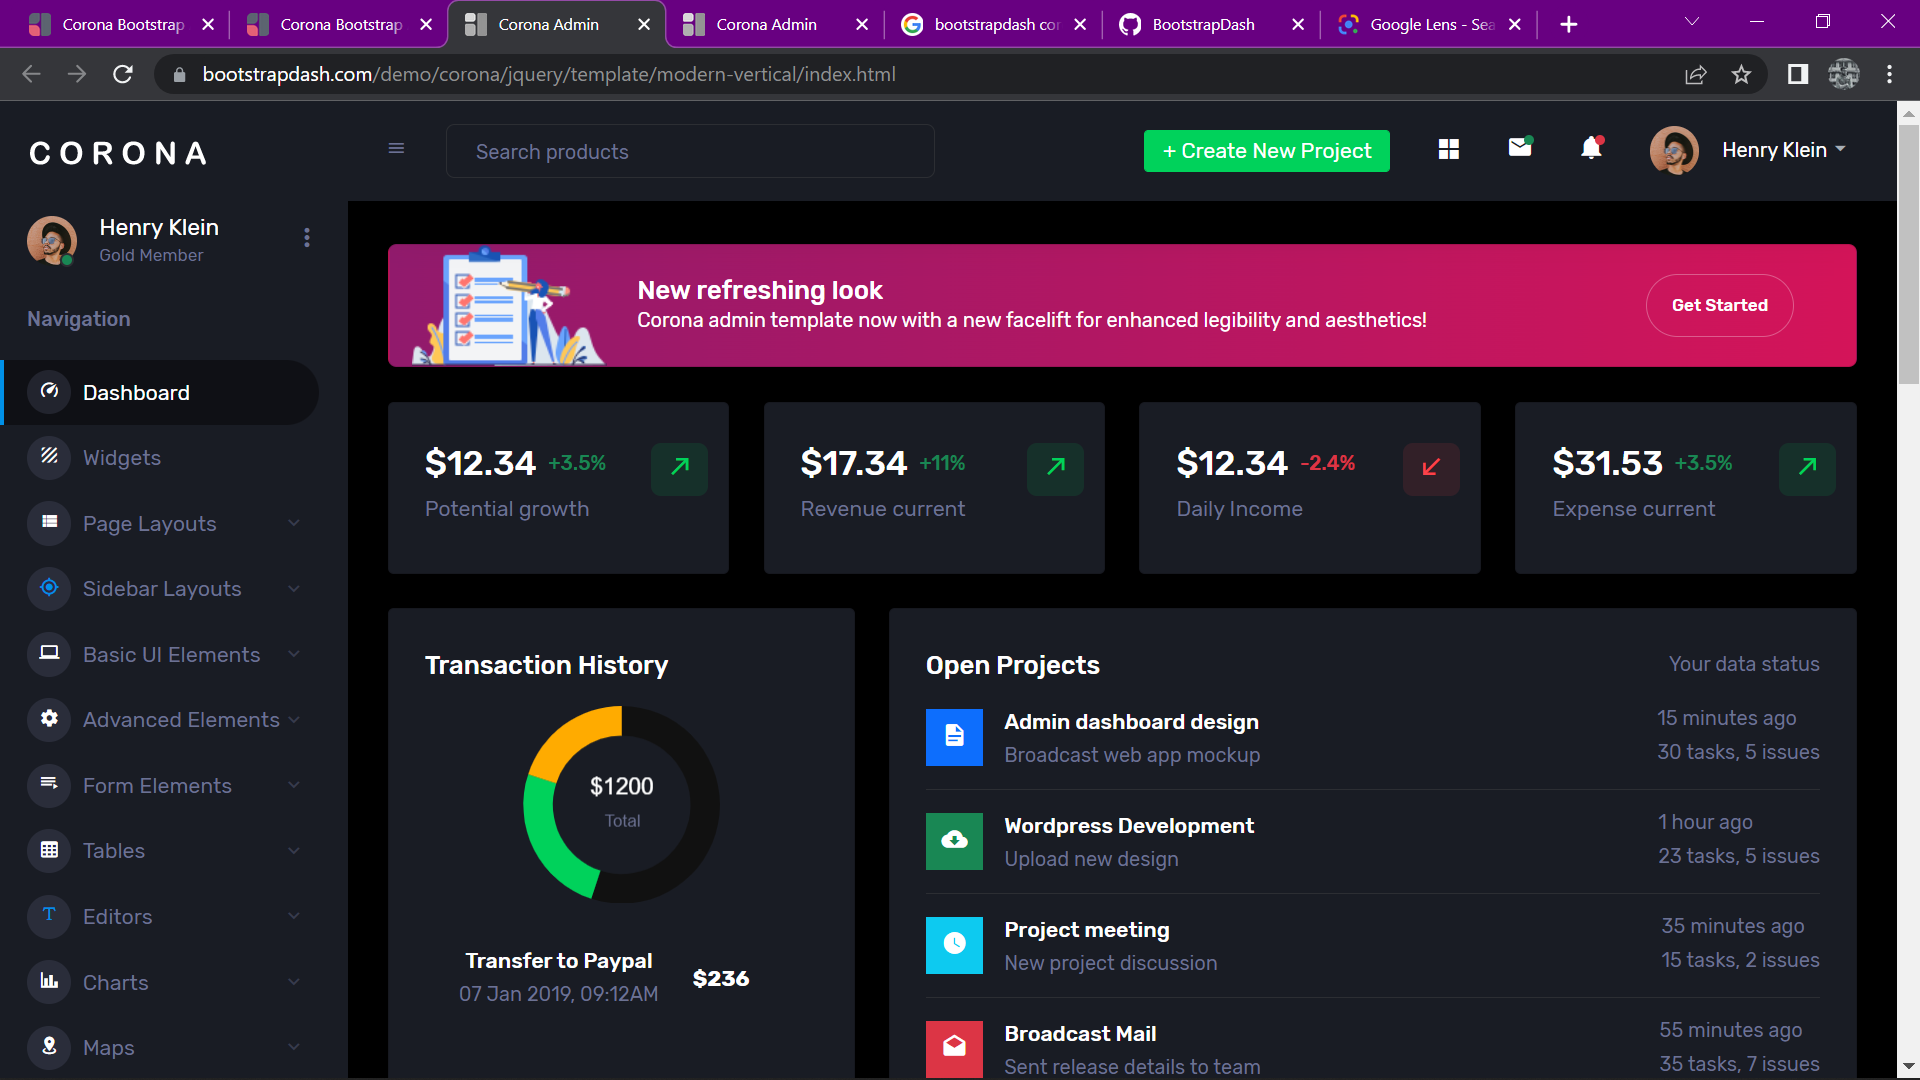 Corona Bootstrap
Corona Bootstrap
Corona Admin
Corona Admin
bootstrapdash cor
BootstrapDash
Google Lens - Sea
bootstrapdash.com/demo/corona/jquery/template/modern-vertical/index.html
CORONA
Search products
+ Create New Project
Henry Klein
Henry Klein
Gold Member
Navigation
Dashboard
Widgets
Page Layouts
Sidebar Layouts
Basic UI Elements
Advanced Elements
Form Elements
Tables
Editors
Charts
Maps
New refreshing look
Corona admin template now with a new facelift for enhanced legibility and aesthetics!
Get Started
$12.34 +3.5%
Potential growth
$17.34 +11%
Revenue current
$12.34 -2.4%
Daily Income
$31.53 +3.5%
Expense current
Transaction History
$1200
Total
Transfer to Paypal
07 Jan 2019, 09:12AM
$236
Open Projects
Your data status
Admin dashboard design
Broadcast web app mockup
15 minutes ago
30 tasks, 5 issues
Wordpress Development
Upload new design
1 hour ago
23 tasks, 5 issues
Project meeting
New project discussion
35 minutes ago
15 tasks, 2 issues
Broadcast Mail
Sent release details to team
55 minutes ago
35 tasks, 7 issues